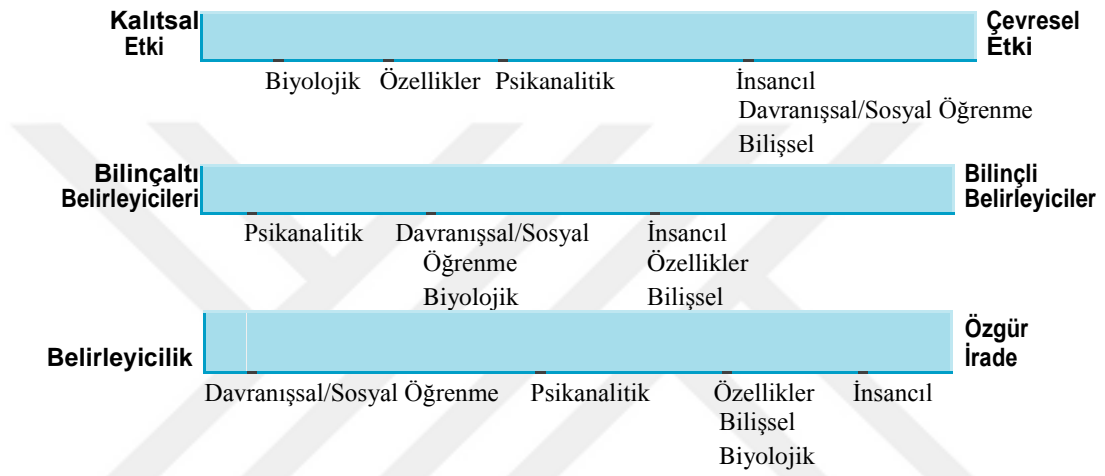 Kalıtsal Etki
Çevresel Etki
Biyolojik Özellikler Psikanalitik İnsancıl
Davranışsal/Sosyal Öğrenme
Bilişsel
Bilinçaltı Belirleyicileri
Bilinçli Belirleyiciler
Psikanalitik Davranışsal/Sosyal İnsancıl
Öğrenme Özellikler
Biyolojik Bilişsel
Belirleyicilik
Özgür İrade
Davranışsal/Sosyal Öğrenme Psikanalitik Özellikler İnsancıl
Bilişsel
Biyolojik